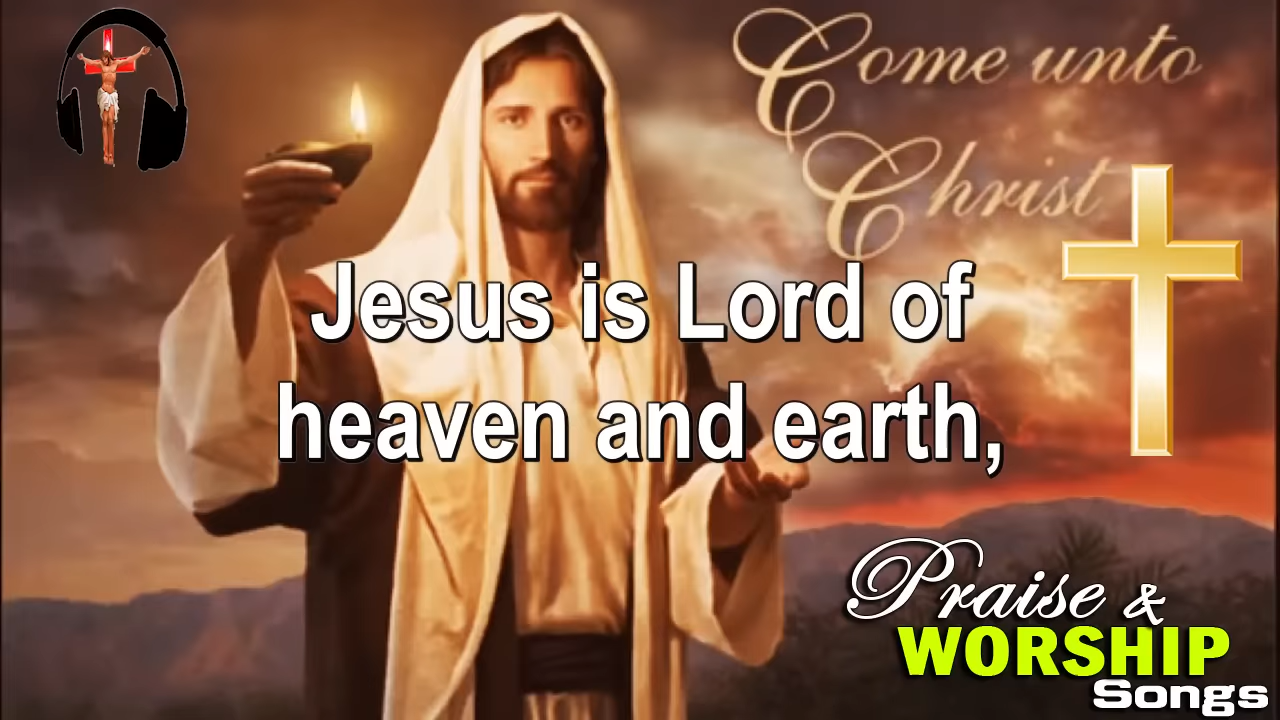 Come unto
Christ
Jesus is Lord of
heaven and earth,
Praise &
WORSHIP
Songs